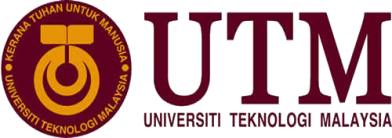 KERANA TUHAN UNTUK MANUSIA
• UNIVERSITI TEKNOLOGI MALAYSIA •
UTM
UNIVERSITI TEKNOLOGI MALAYSIA